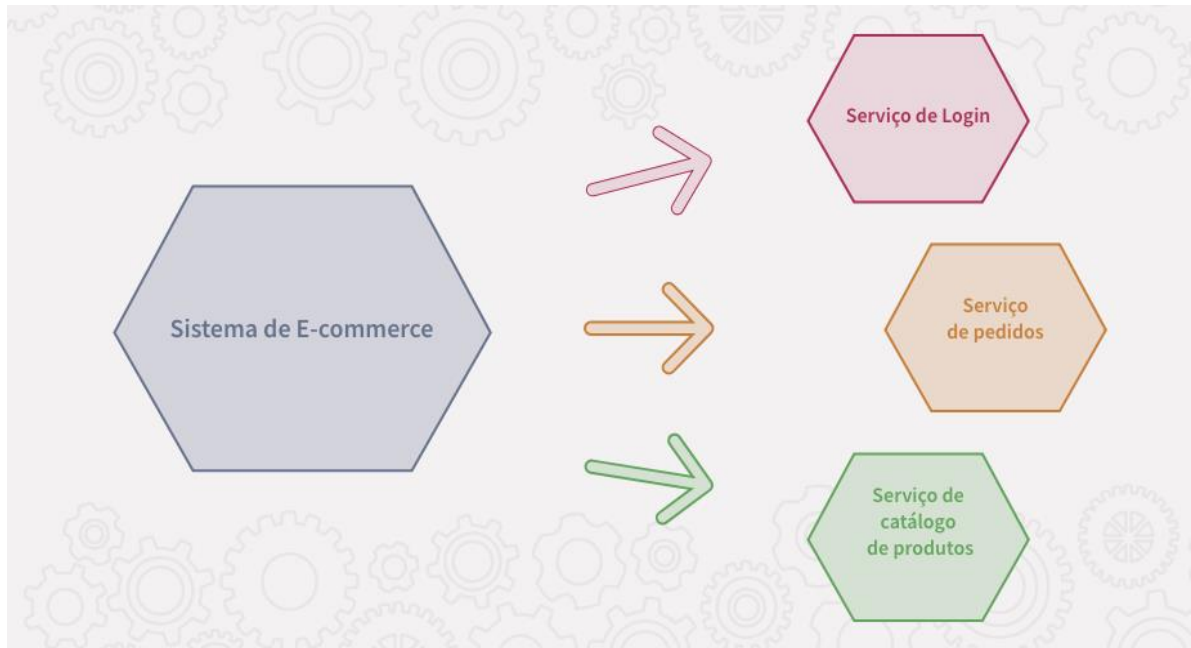 Serviço de Login
Sistema de E-commerce
Serviço
de pedidos
Serviço de
catálogo
de produtos